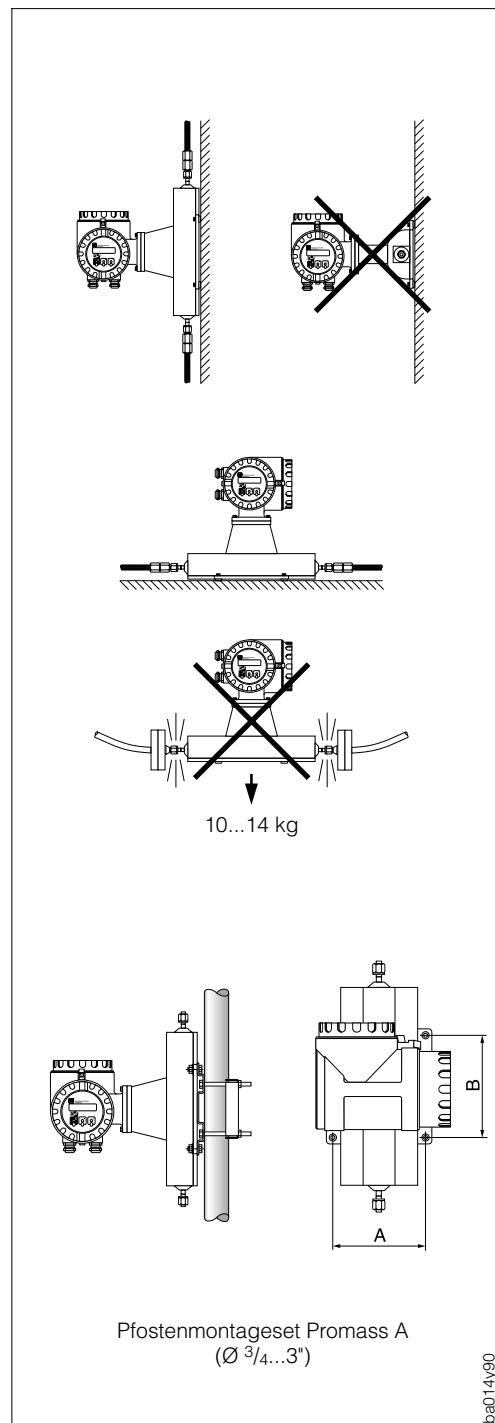 10...14 kg
B
A
Pfostenmontageset Promass A
(Ø 3/4...3")
ba014y90